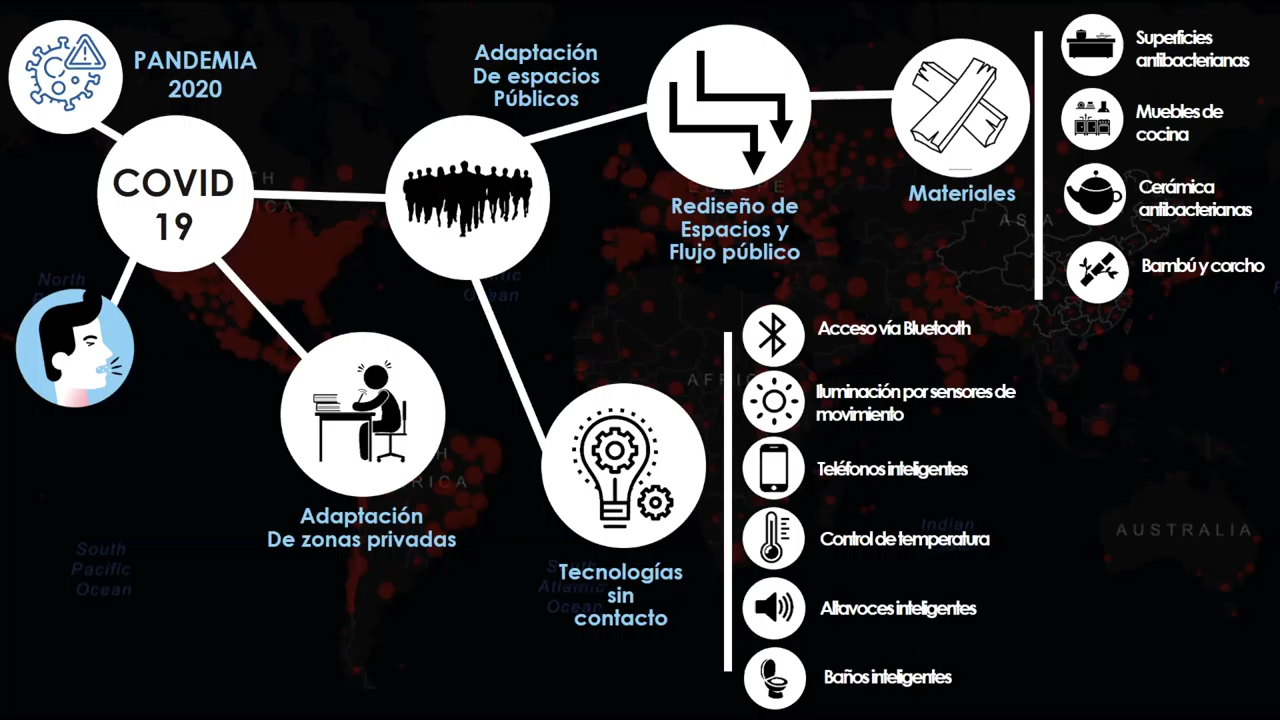 PANDEMIA
2020
COVID
19
Adaptación
De espacios
Públicos
Rediseño de
Espacios y
Flujo público
Materiales
Superficies
antibacterianas
Muebles de
cocina
Cerámica
antibacterianas
Bambú y corcho
Adaptación
De zonas privadas
Tecnologías
sin
contacto
Acceso vía Bluetooth
Iluminación por sensores de
movimiento
Teléfonos inteligentes
Control de temperatura
Altavoces inteligentes
Baños inteligentes
North
South
Pacific
Ocean
Indian
Ocean
ASIA
AUSTRALIA